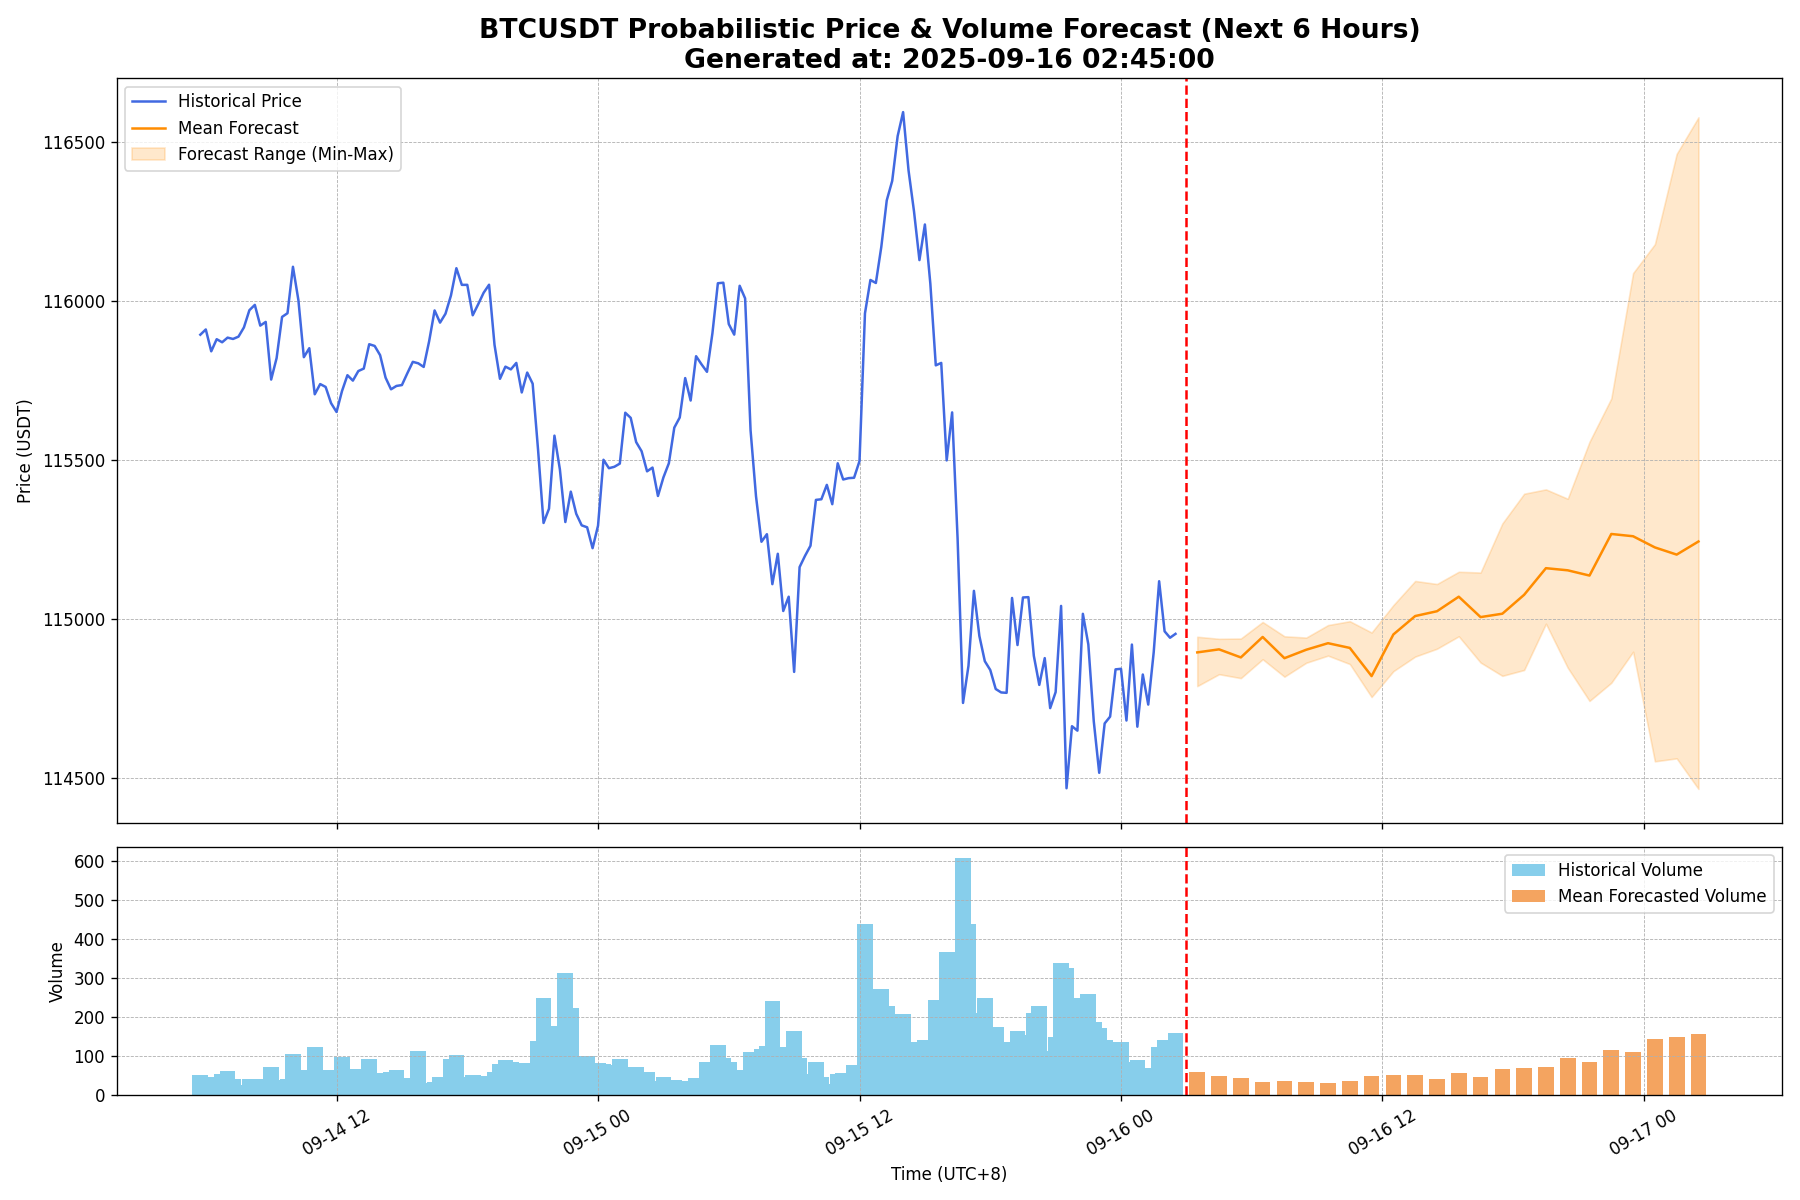 BTCUSDT Probabilistic Price & Volume Forecast (Next 6 Hours)
Generated at: 2025-09-16 02:45:00
Historical Price
Mean Forecast
Forecast Range (Min-Max)
116500
116000
115500
115000
114500
Price (USDT)
Historical Volume
Mean Forecasted Volume
600
500
400
300
200
100
0
Volume
09-14 12
09-15 00
09-15 12
09-16 00
09-16 12
09-17 00
Time (UTC+8)